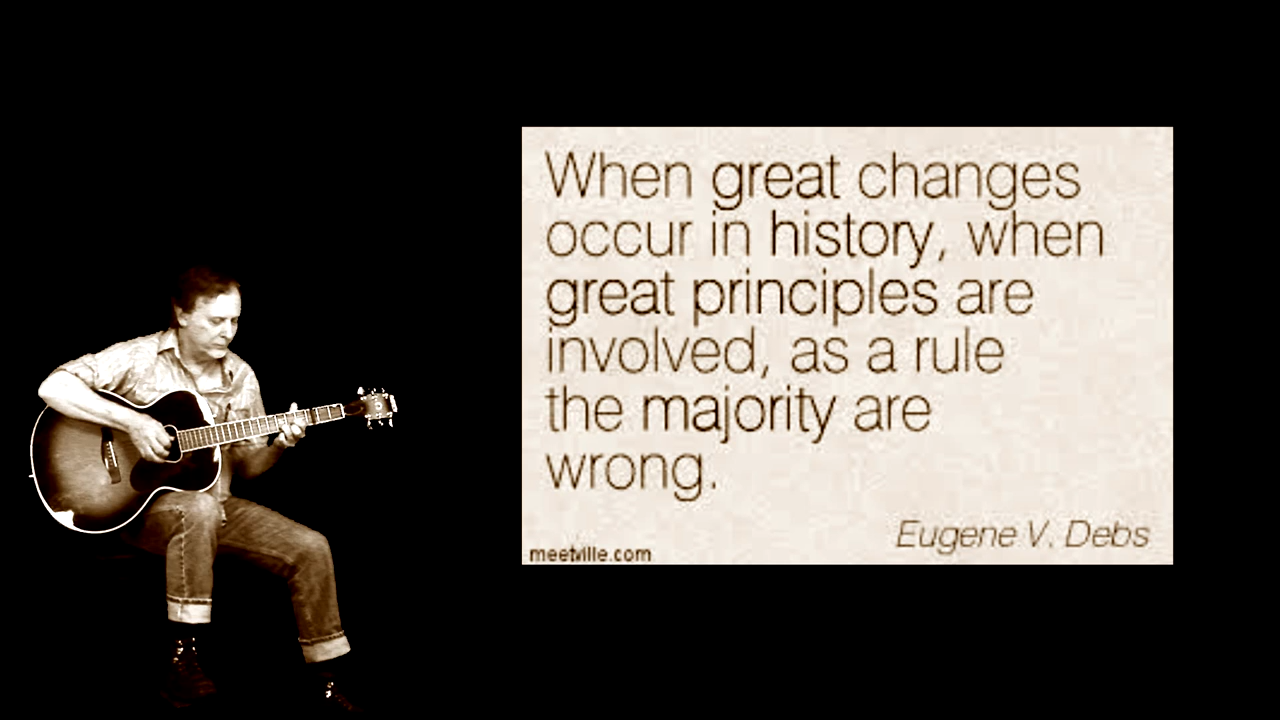 When great changes
occur in history, when
great principles are
involved, as a rule
the majority are
wrong.
Eugene V. Debs
meetville.com